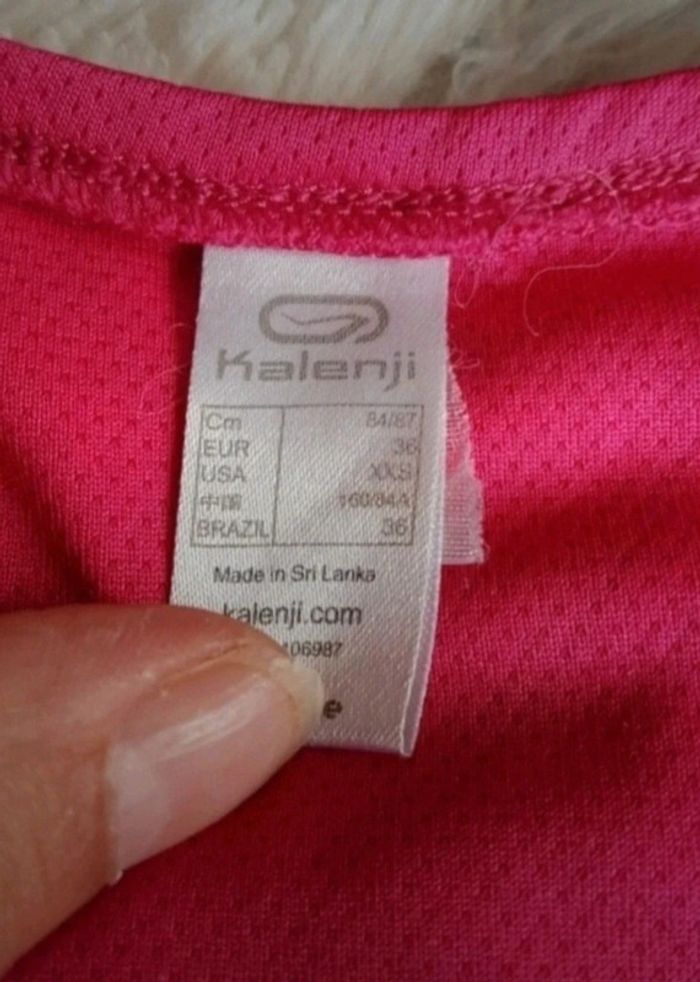 Kalenji
Cm 84/87
EUR 36
USA XXS
中国 160/84A
BRAZIL 36
Made in Sri Lanka
kalenji.com
106987
e